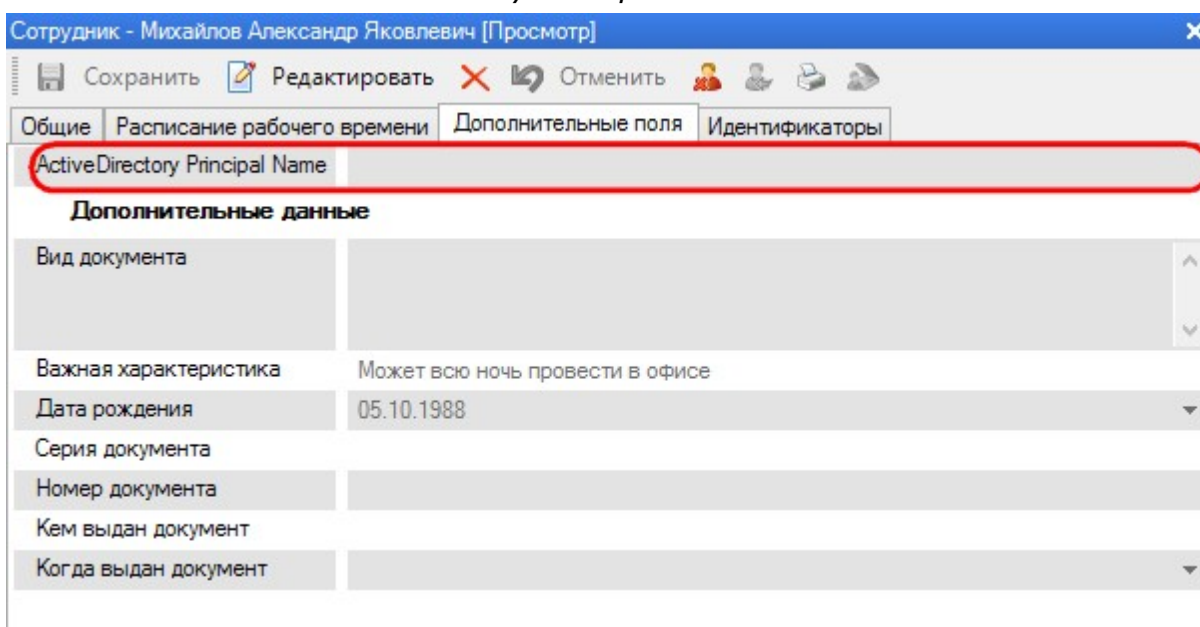 Сотрудник - Михайлов Александр Яковлевич [Просмотр]
Сохранить Редактировать Отменить
Общие Расписание рабочего времени Дополнительные поля Идентификаторы
ActiveDirectory Principal Name
Дополнительные данные
Вид документа
Важная характеристика Может всю ночь провести в офисе
Дата рождения 05.10.1988
Серия документа
Номер документа
Кем выдан документ
Когда выдан документ